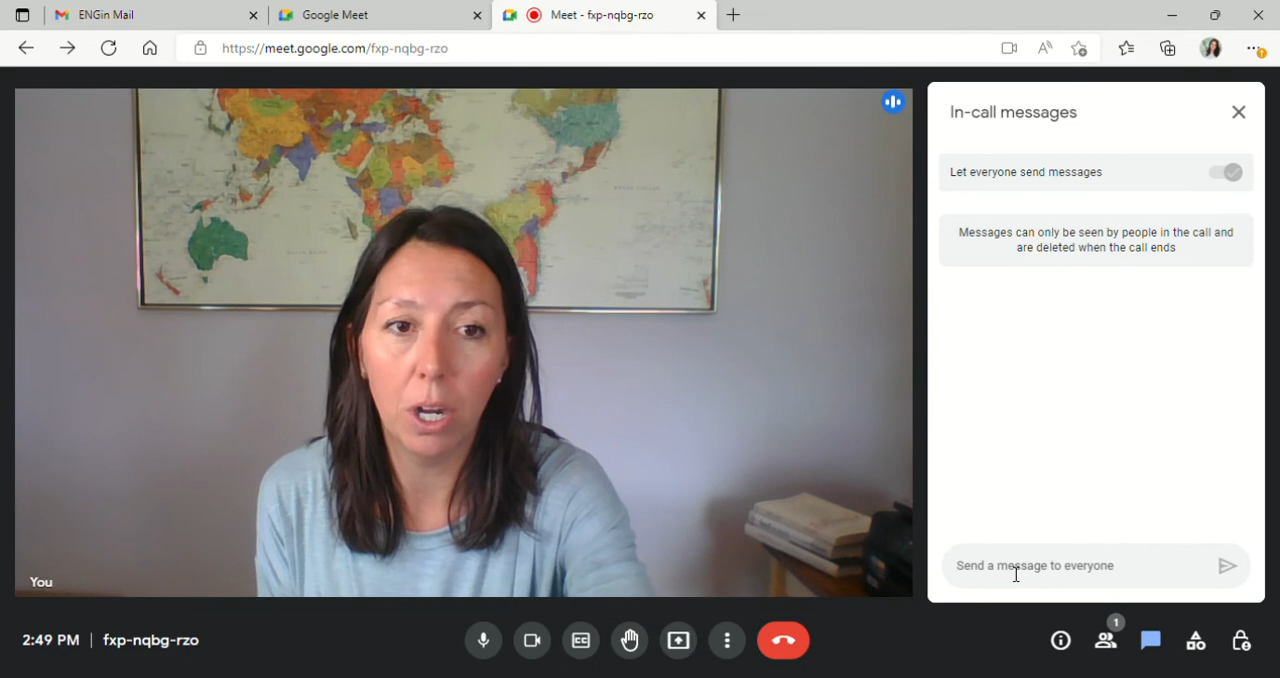 ENGin Mail
Google Meet
Meet - fxp-nqbg-rzo
https://meet.google.com/fxp-nqbg-rzo
In-call messages
Let everyone send messages
Messages can only be seen by people in the call and
are deleted when the call ends
Send a message to everyone
You
2:49 PM | fxp-nqbg-rzo
CC
1